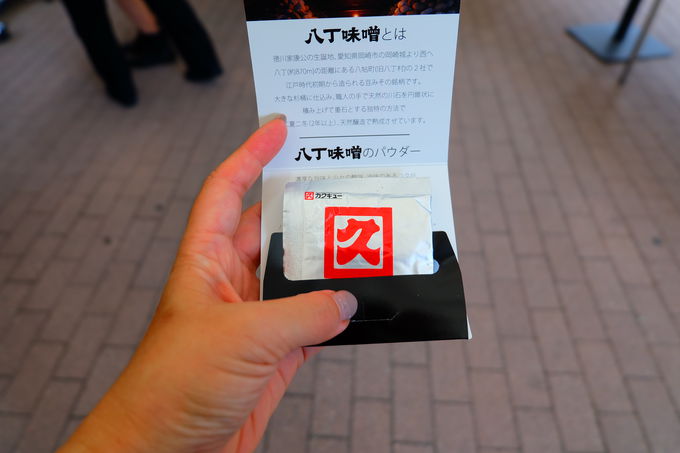 八丁味噌とは
徳川家康公の生誕地、愛知県岡崎市の岡崎城より西へ
八丁(約870m)の距離にある八帖町(旧八丁村)の2社で
江戸時代初期から造られる豆みその銘柄です。
大きな杉桶に仕込み、職人の手で天然の川石を円錐状に
積み上げて重石とする独特の方法で
二夏二冬(2年以上)、天然醸造で熟成させています。
八丁味噌のパウダー
カクキュー
久